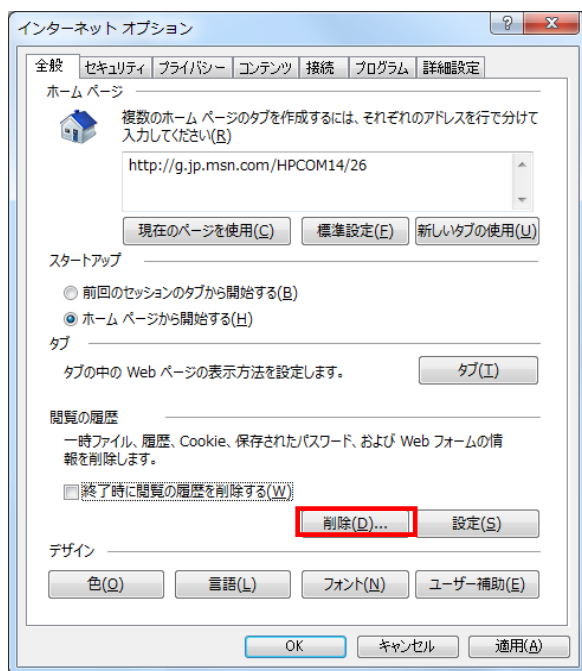 インターネット オプション
?
全般 セキュリティ プライバシー コンテンツ 接続 プログラム 詳細設定
ホーム ページ
複数のホーム ページのタブを作成するには、それぞれのアドレスを行で分けて
入力してください(R)
http://g.jp.msn.com/HPCOM14/26
現在のページを使用(C) 標準設定(F) 新しいタブの使用(U)
スタートアップ
前回のセッションのタブから開始する(B)
ホーム ページから開始する(H)
タブ
タブの中の Web ページの表示方法を設定します。 タブ(T)
閲覧の履歴
一時ファイル、履歴、Cookie、保存されたパスワード、および Web フォームの情
報を削除します。
終了時に閲覧の履歴を削除する(W)
削除(D)... 設定(S)
デザイン
色(O) 言語(L) フォント(N) ユーザー補助(E)
OK キャンセル 適用(A)